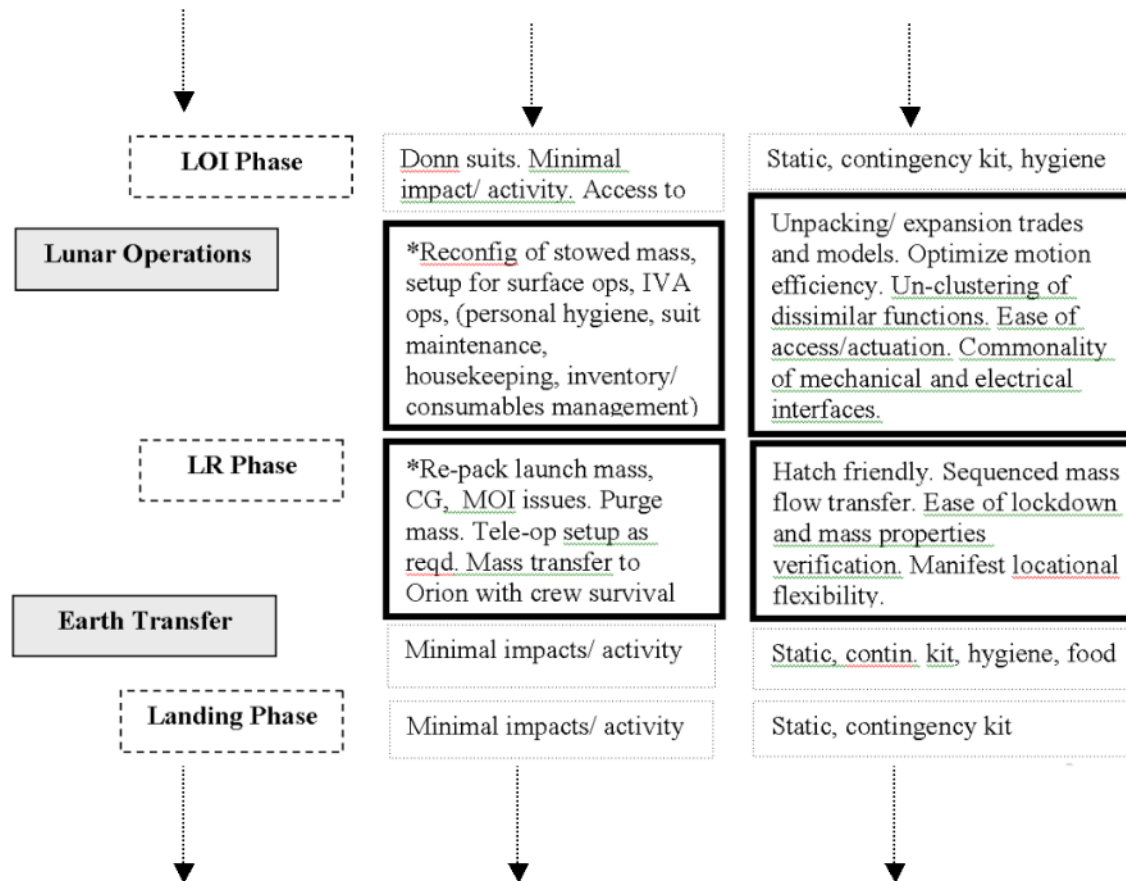 LOI Phase
Donn suits. Minimal
impact/ activity. Access to
Static, contingency kit, hygiene
Lunar Operations
*Reconfig of stowed mass,
setup for surface ops, IVA
ops, (personal hygiene, suit
maintenance,
housekeeping, inventory/
consumables management)
Unpacking/ expansion trades
and models. Optimize motion
efficiency. Un-clustering of
dissimilar functions. Ease of
access/actuation. Commonality
of mechanical and electrical
interfaces.
LR Phase
*Re-pack launch mass,
CG, MOI issues. Purge
mass. Tele-op setup as
reqd. Mass transfer to
Orion with crew survival
Hatch friendly. Sequenced mass
flow transfer. Ease of lockdown
and mass properties
verification. Manifest locational
flexibility.
Earth Transfer
Minimal impacts/ activity
Static, contin. kit, hygiene, food
Landing Phase
Minimal impacts/ activity
Static, contingency kit